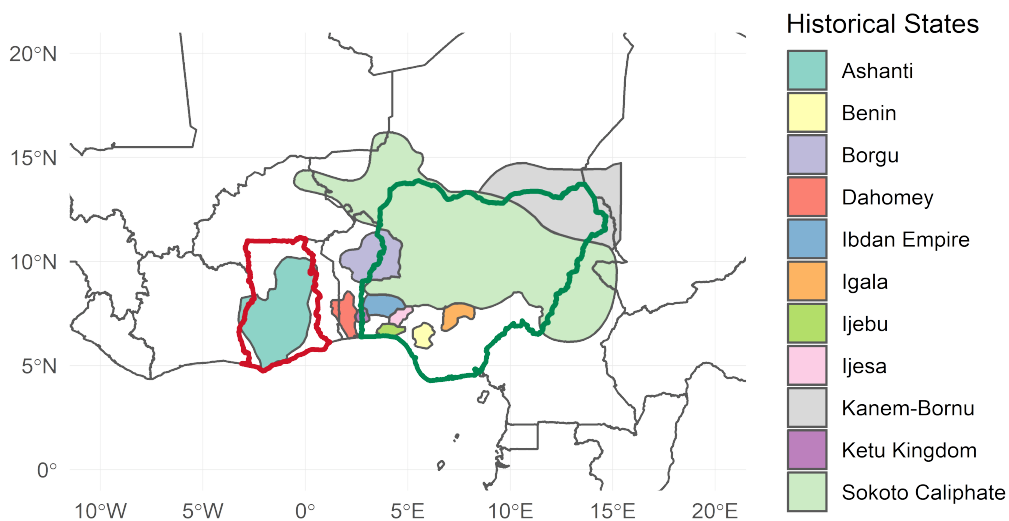 Historical States
20°N
15°N
10°N
5°N
0°
10°W
5°W
0°
5°E
10°E
15°E
20°E
Ashanti
Benin
Borgu
Dahomey
Ibdan Empire
Igala
Ijebu
Ijesa
Kanem-Bornu
Ketu Kingdom
Sokoto Caliphate